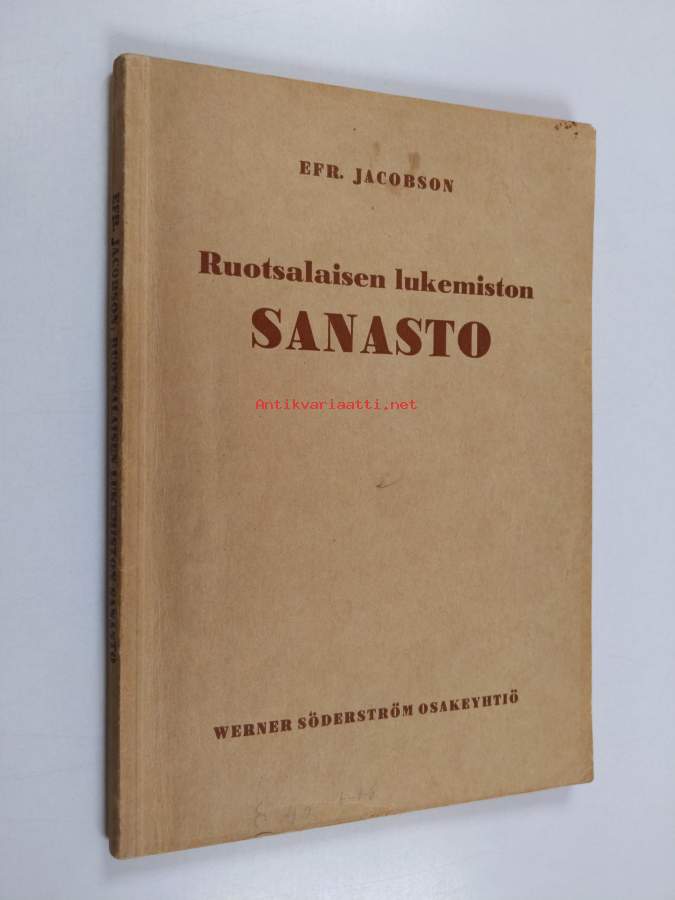 EFR. JACOBSON
Ruotsalaisen lukemiston
SANASTO
Antikvariaatti.net
WERNER SÖDERSTRÖM OSAKEYHTIÖ
EFR. JACOBSON, RUOTSALAISEN LUKEMISTON SANASTO